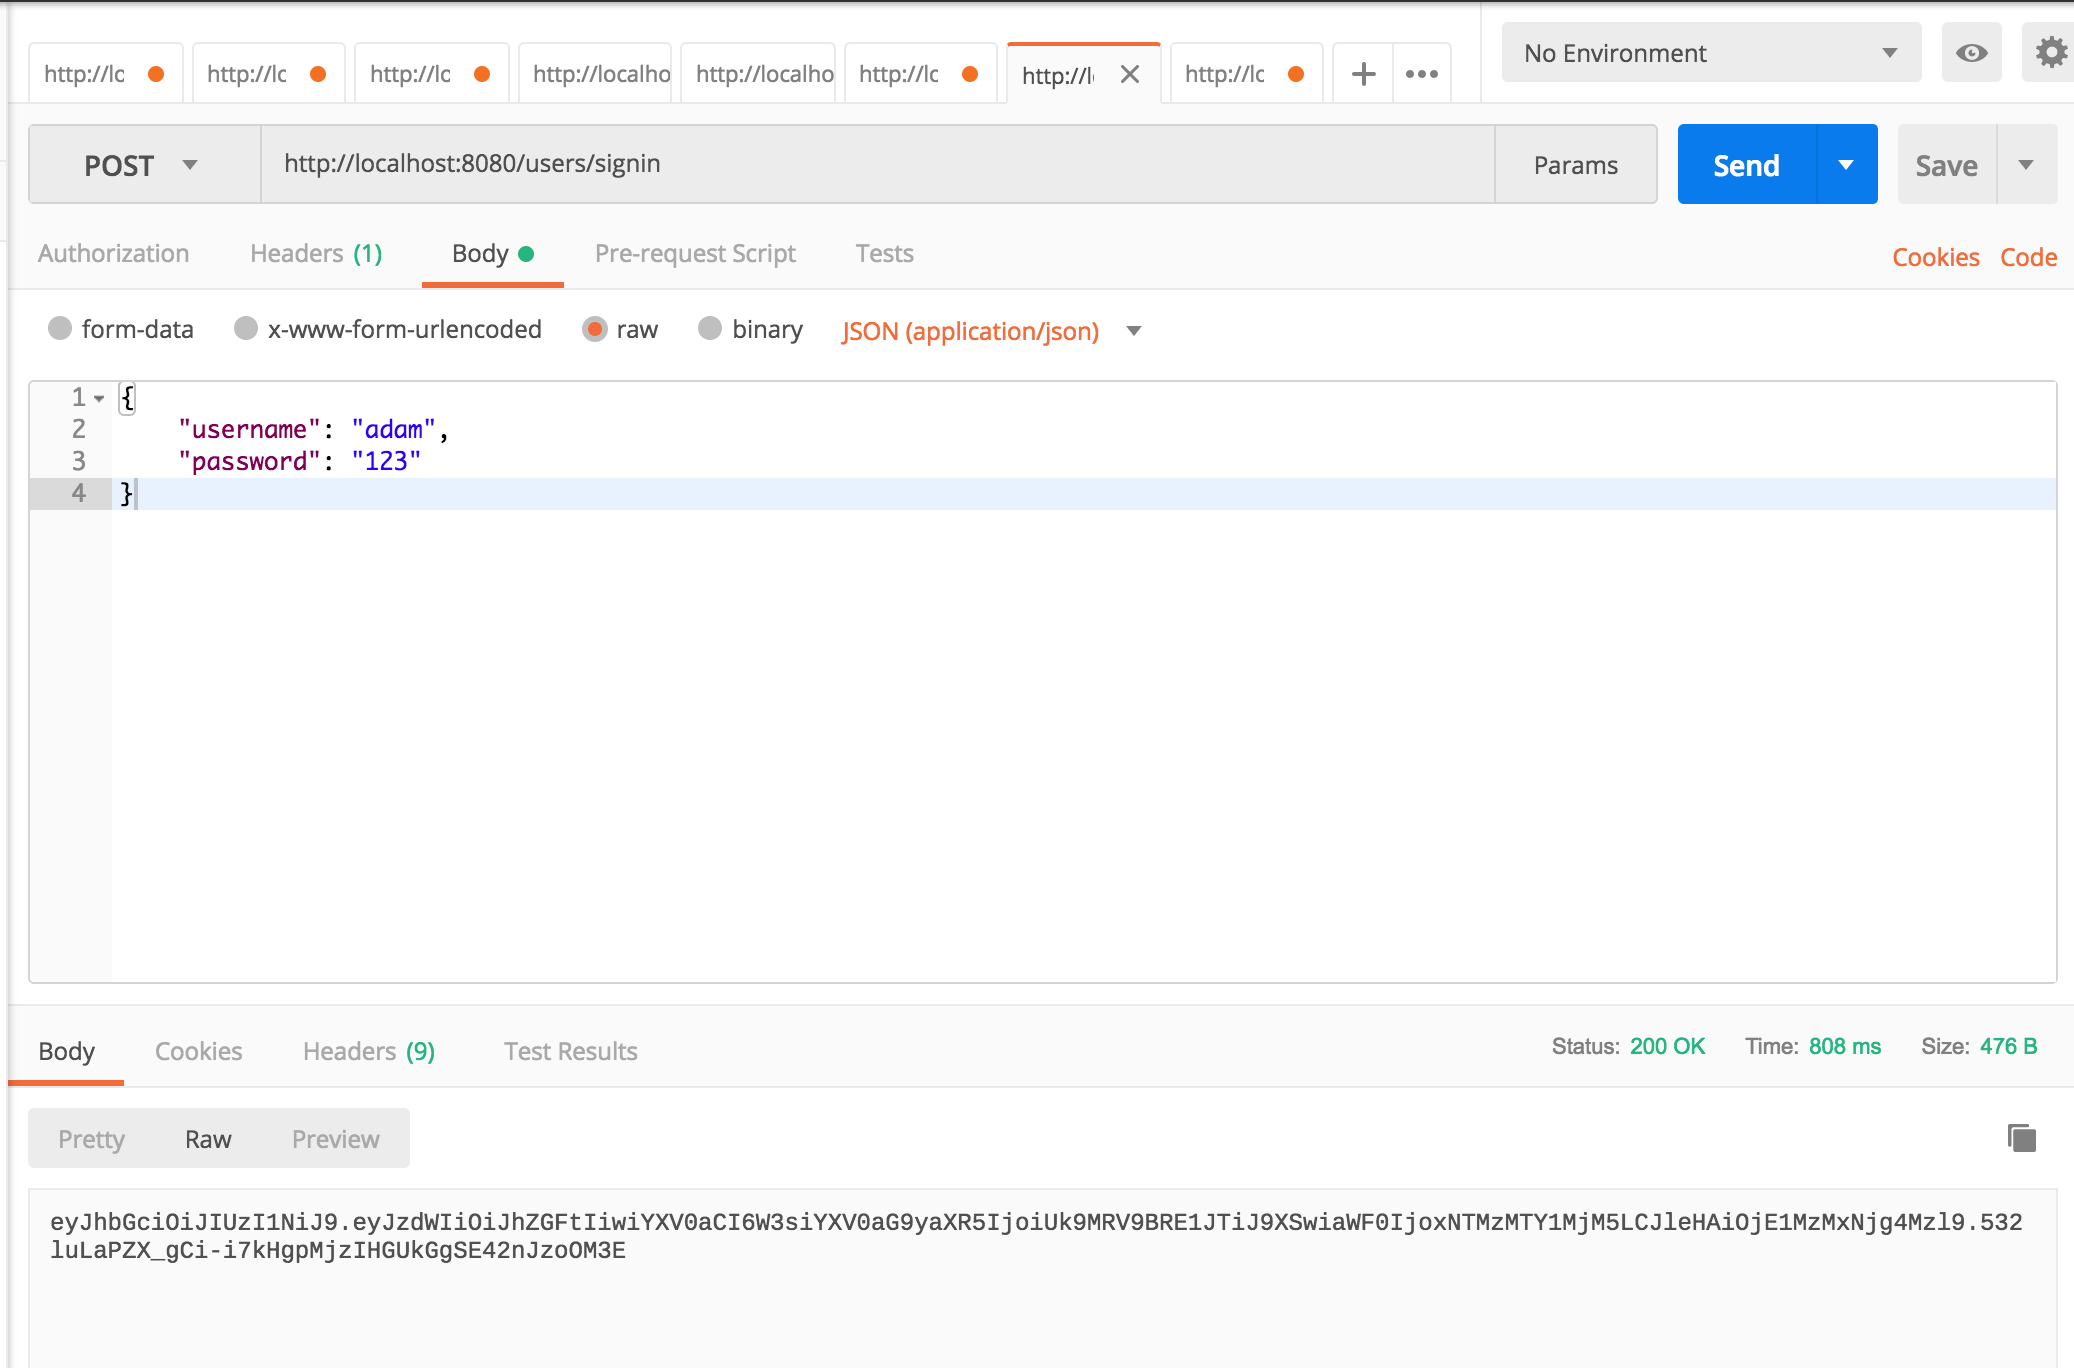 http://lc http://lc http://lc http://localho http://localho http://lc http://l http://lc No Environment
POST http://localhost:8080/users/signin Params Send Save
Authorization Headers (1) Body Pre-request Script Tests Cookies Code
form-data x-www-form-urlencoded raw binary JSON (application/json)
1 {
2 "username": "adam",
3 "password": "123"
4 }
Body Cookies Headers (9) Test Results Status: 200 OK Time: 808 ms Size: 476 B
Pretty Raw Preview
eyJhbGciOiJIUzI1NiJ9.eyJzdWIiOiJhZGFtIiwiYXV0aCI6W3siYXV0aG9yaXR5IjoiUk9MRV9BRE1JTiJ9XSwiaWF0IjoxNTMzMTY1MjM5LCJleHAiOjE1MzMxNjg4Mzl9.532
luLaPZX_gCi-i7kHgpMjzIHGUkGgSE42nJzoOM3E